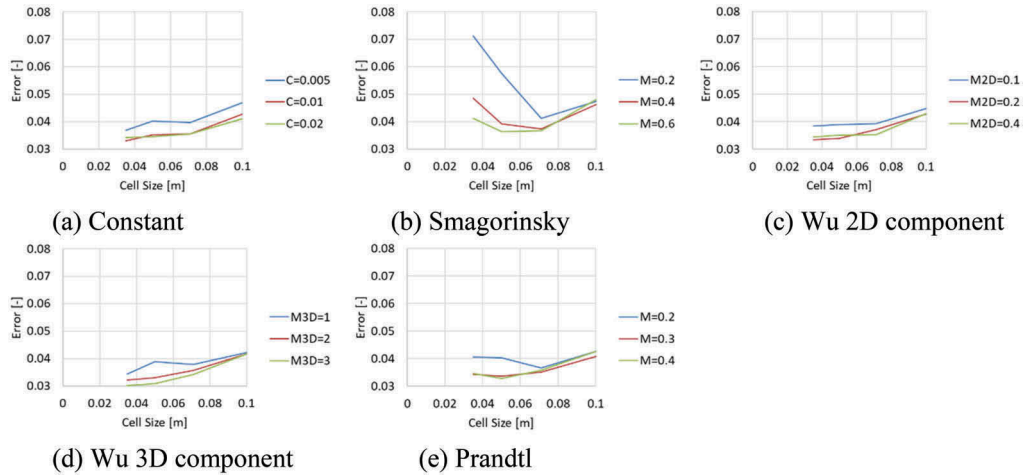 0.08
0.07
0.06
0.05
0.04
0.03
Error [-]
0 0.02 0.04 0.06 0.08 0.1
Cell Size [m]
C=0.005
C=0.01
C=0.02
(a) Constant
0.08
0.07
0.06
0.05
0.04
0.03
Error [-]
0 0.02 0.04 0.06 0.08 0.1
Cell Size [m]
M=0.2
M=0.4
M=0.6
(b) Smagorinsky
0.08
0.07
0.06
0.05
0.04
0.03
Error [-]
0 0.02 0.04 0.06 0.08 0.1
Cell Size [m]
M2D=0.1
M2D=0.2
M2D=0.4
(c) Wu 2D component
0.08
0.07
0.06
0.05
0.04
0.03
Error [-]
0 0.02 0.04 0.06 0.08 0.1
Cell Size [m]
M3D=1
M3D=2
M3D=3
(d) Wu 3D component
0.08
0.07
0.06
0.05
0.04
0.03
Error [-]
0 0.02 0.04 0.06 0.08 0.1
Cell Size [m]
M=0.2
M=0.3
M=0.4
(e) Prandtl